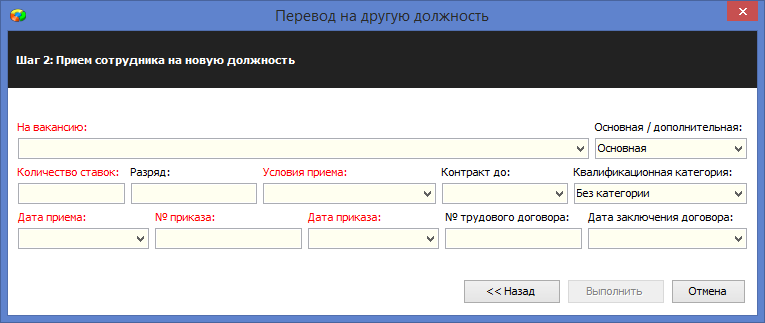 Перевод на другую должность
Шаг 2: Прием сотрудника на новую должность
На вакансию: Основная / дополнительная:
Основная
Количество ставок: Разряд: Условия приема: Контракт до: Квалификационная категория:
Без категории
Дата приема: № приказа: Дата приказа: № трудового договора: Дата заключения договора:
<< Назад Выполнить Отмена